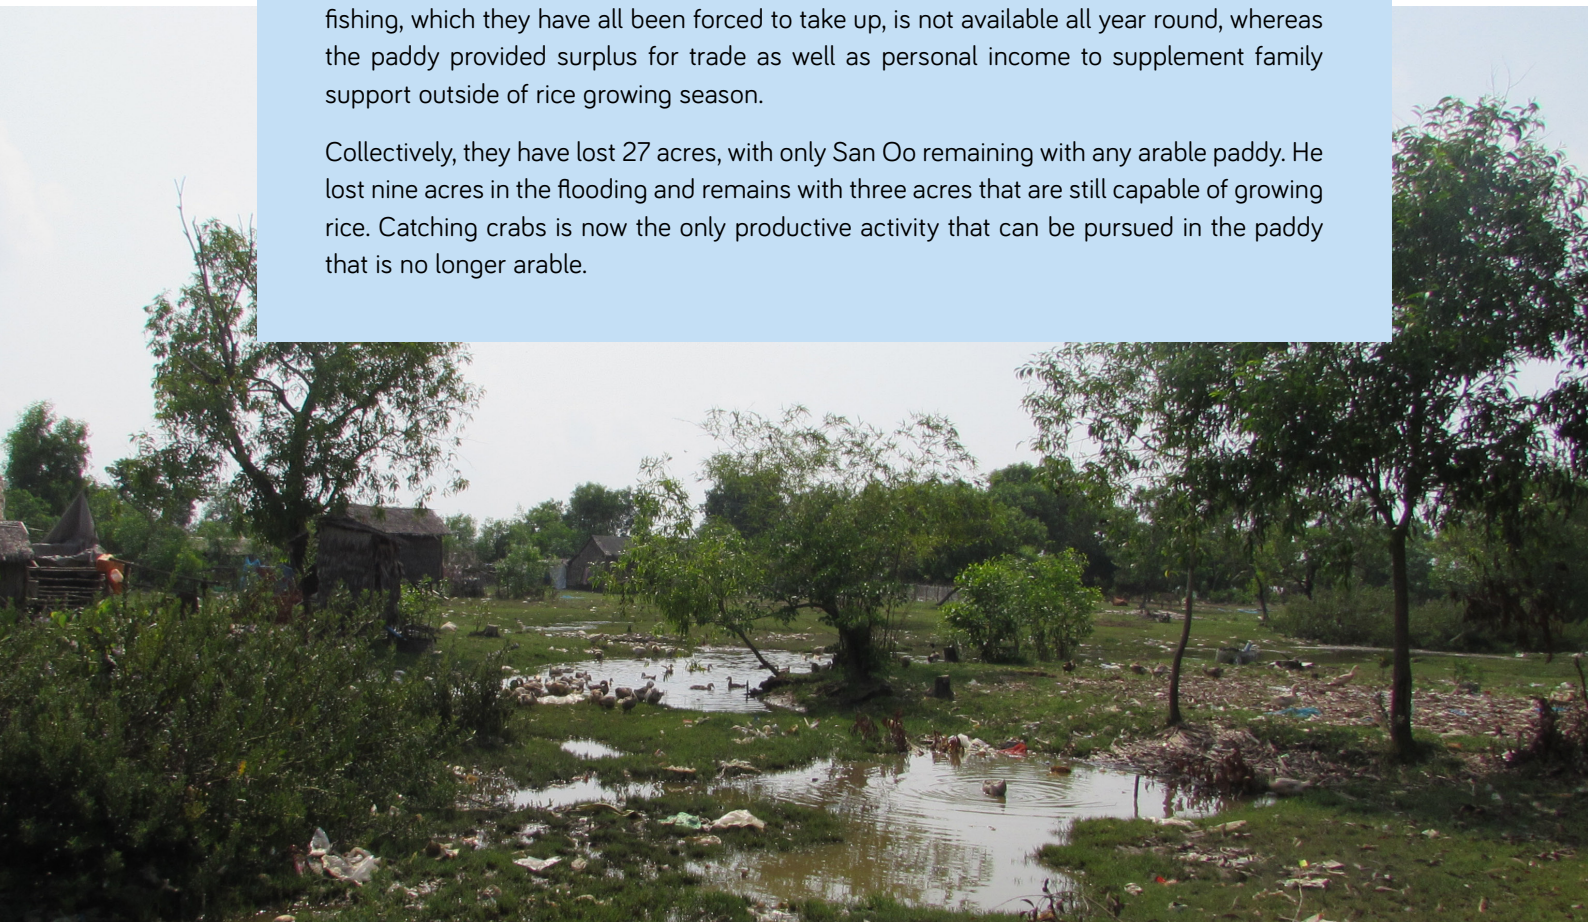 fishing, which they have all been forced to take up, is not available all year round, whereas
the paddy provided surplus for trade as well as personal income to supplement family
support outside of rice growing season.
Collectively, they have lost 27 acres, with only San Oo remaining with any arable paddy. He
lost nine acres in the flooding and remains with three acres that are still capable of growing
rice. Catching crabs is now the only productive activity that can be pursued in the paddy
that is no longer arable.